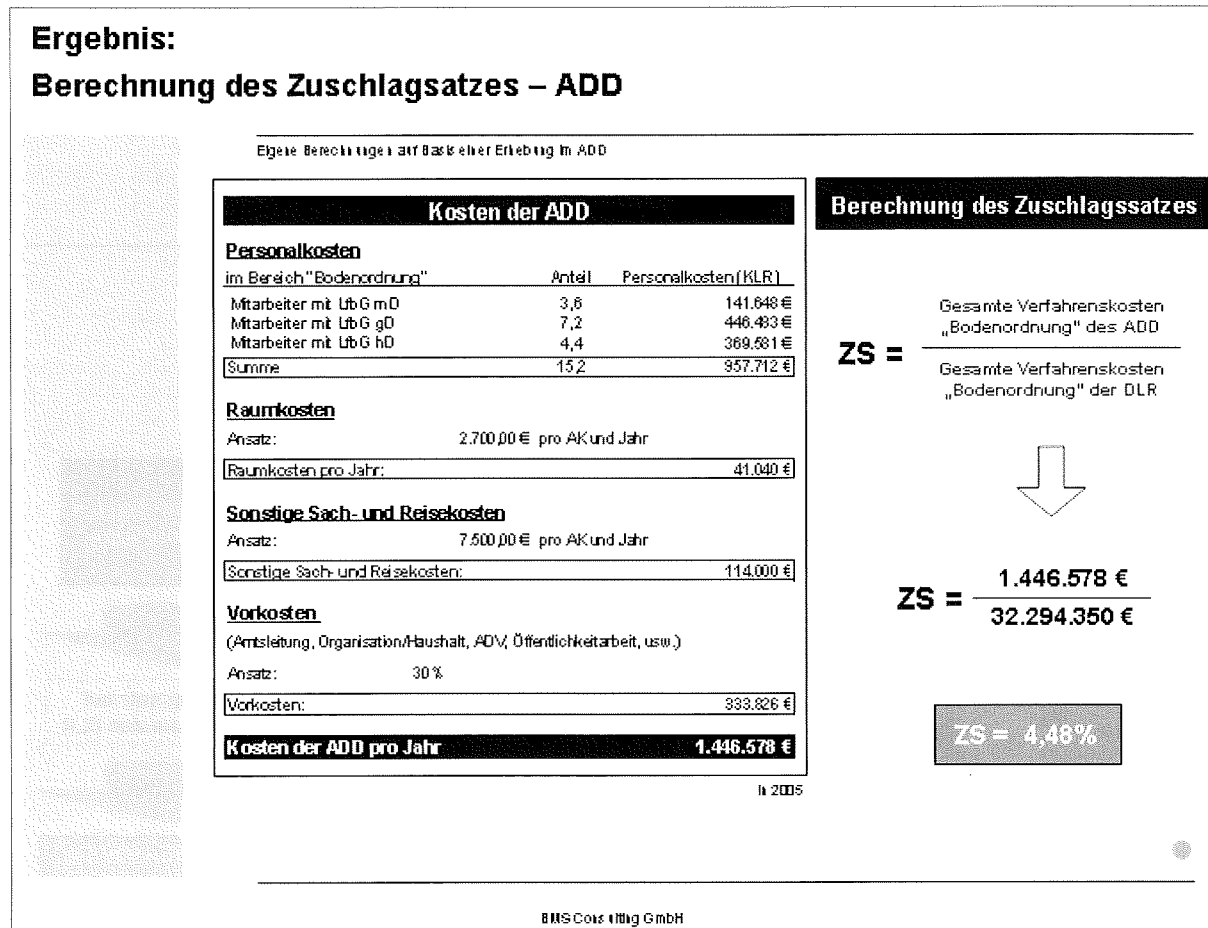 Ergebnis:
Berechnung des Zuschlagsatzes – ADD
Eigene Berechnungen auf Basis einer Erhebung im ADD
Kosten der ADD
Personalkosten
im Bereich "Bodenordnung" Anteil Personalkosten (KLR)
Mitarbeiter mit LfbG mD 3,6 141.648 €
Mitarbeiter mit LfbG gD 7,2 446.483 €
Mitarbeiter mit LfbG hD 4,4 369.581 €
Summe 15,2 957.712 €
Raumkosten
Ansatz: 2.700,00 € pro AK und Jahr
Raumkosten pro Jahr: 41.040 €
Sonstige Sach- und Reisekosten
Ansatz: 7.500,00 € pro AK und Jahr
Sonstige Sach- und Reisekosten: 114.000 €
Vorkosten
(Amtsleitung, Organisation/Haushalt, ADV, Öffentlichkeitarbeit, usw.)
Ansatz: 30 %
Vorkosten: 333.826 €
Kosten der ADD pro Jahr 1.446.578 €
in 2005
Berechnung des Zuschlagssatzes
Gesamte Verfahrenskosten
„Bodenordnung" des ADD
ZS =
Gesamte Verfahrenskosten
„Bodenordnung" der DLR
1.446.578 €
ZS =
32.294.350 €
ZS = 4,48%
BMS Consulting GmbH